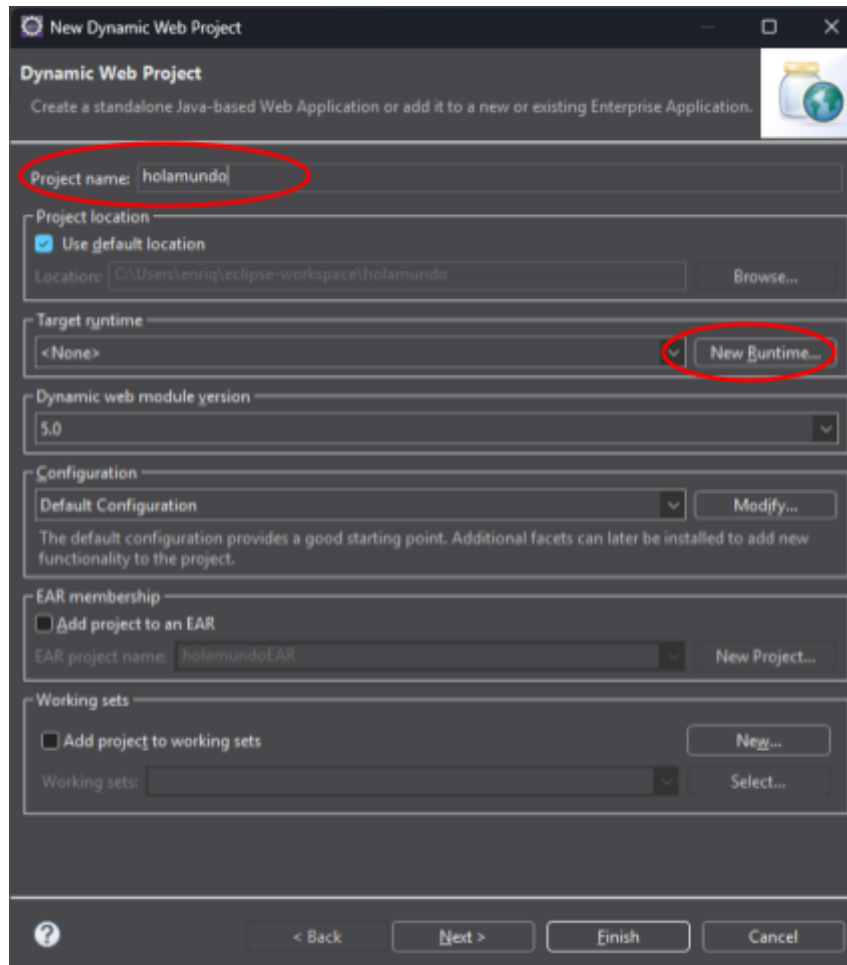 New Dynamic Web Project
Dynamic Web Project
Create a standalone Java-based Web Application or add it to a new or existing Enterprise Application.
Project name: holamundo
Project location
Use default location
Location: C:\Users\enriq\eclipse-workspace\holamundo Browse...
Target runtime
<None> New Runtime...
Dynamic web module version
5.0
Configuration
Default Configuration Modify...
The default configuration provides a good starting point. Additional facets can later be installed to add new
functionality to the project.
EAR membership
Add project to an EAR
EAR project name: holamundoEAR New Project...
Working sets
Add project to working sets New...
Working sets: Select...
? < Back Next > Finish Cancel